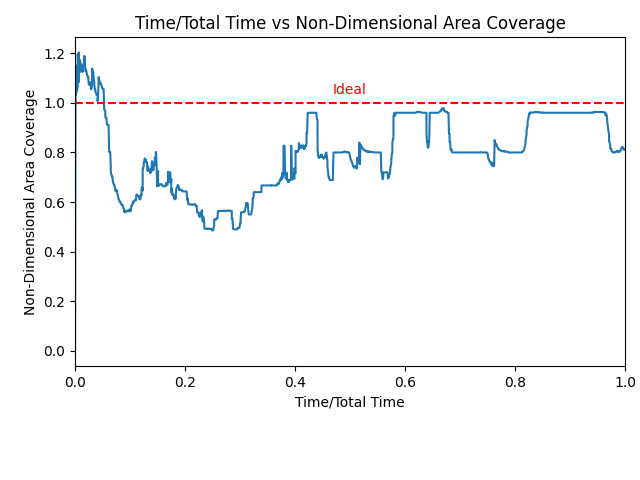 Time/Total Time vs Non-Dimensional Area Coverage
Non-Dimensional Area Coverage
1.2
1.0
0.8
0.6
0.4
0.2
0.0
Ideal
0.0 0.2 0.4 0.6 0.8 1.0
Time/Total Time